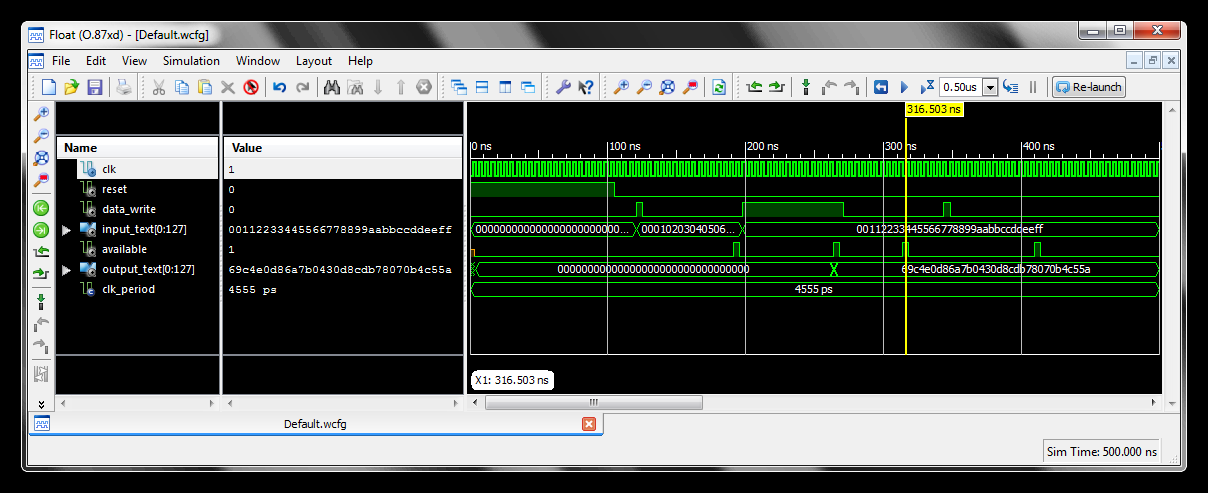 Float (O.87xd) - [Default.wcfg]
File Edit View Simulation Window Layout Help
0.50us Re-launch
316.503 ns
Name Value 0 ns 100 ns 200 ns 300 ns 400 ns
clk 1
reset 0
data_write 0
input_text[0:127] 00112233445566778899aabbccddeeff 000000000000000000000000000... 00010203040506... 00112233445566778899aabbccddeeff
available 1
output_text[0:127] 69c4e0d86a7b0430d8cdb78070b4c55a 00000000000000000000000000000000 69c4e0d86a7b0430d8cdb78070b4c55a
clk_period 4555 ps 4555 ps
X1: 316.503 ns
Default.wcfg
Sim Time: 500.000 ns